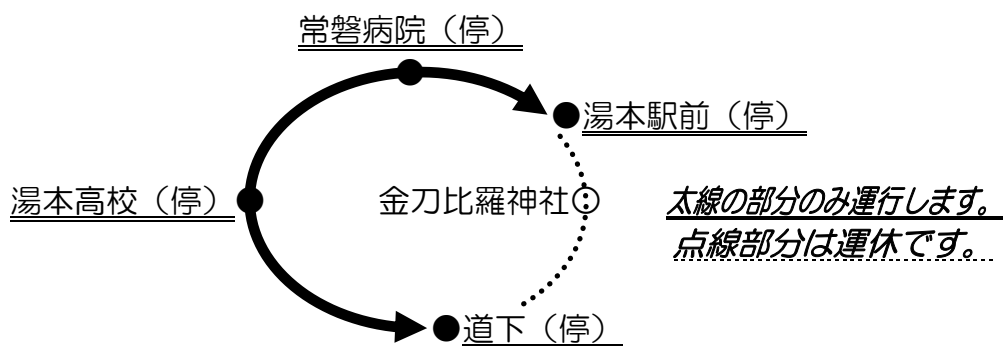 常磐病院（停）
湯本駅前（停）
湯本高校（停）
金刀比羅神社
太線の部分のみ運行します。
点線部分は運休です。
道下（停）